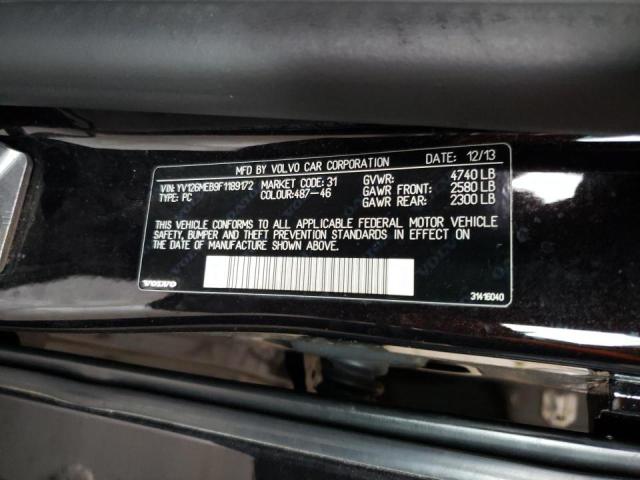 MFD BY VOLVO CAR CORPORATION DATE: 12/13
VIN: YV126MEB9F1189172 MARKET CODE: 31 GVWR: 4740 LB
TYPE: PC COLOUR:487-46 GAWR FRONT: 2580 LB
GAWR REAR: 2300 LB
THIS VEHICLE CONFORMS TO ALL APPLICABLE FEDERAL MOTOR VEHICLE
SAFETY, BUMPER AND THEFT PREVENTION STANDARDS IN EFFECT ON
THE DATE OF MANUFACTURE SHOWN ABOVE.
VOLVO 31416040